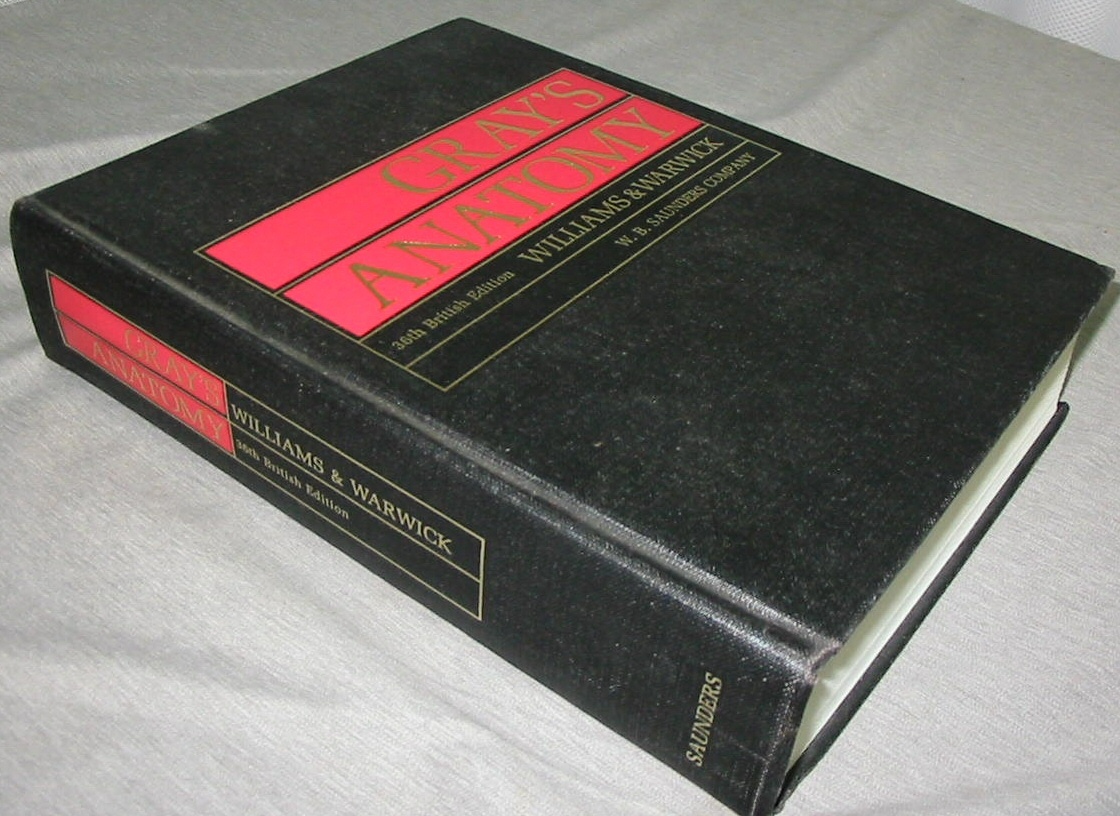 GRAY'S
ANATOMY
36th British Edition WILLIAMS & WARWICK
W. B. SAUNDERS COMPANY
GRAY'S
ANATOMY
WILLIAMS & WARWICK
36th British Edition
SAUNDERS